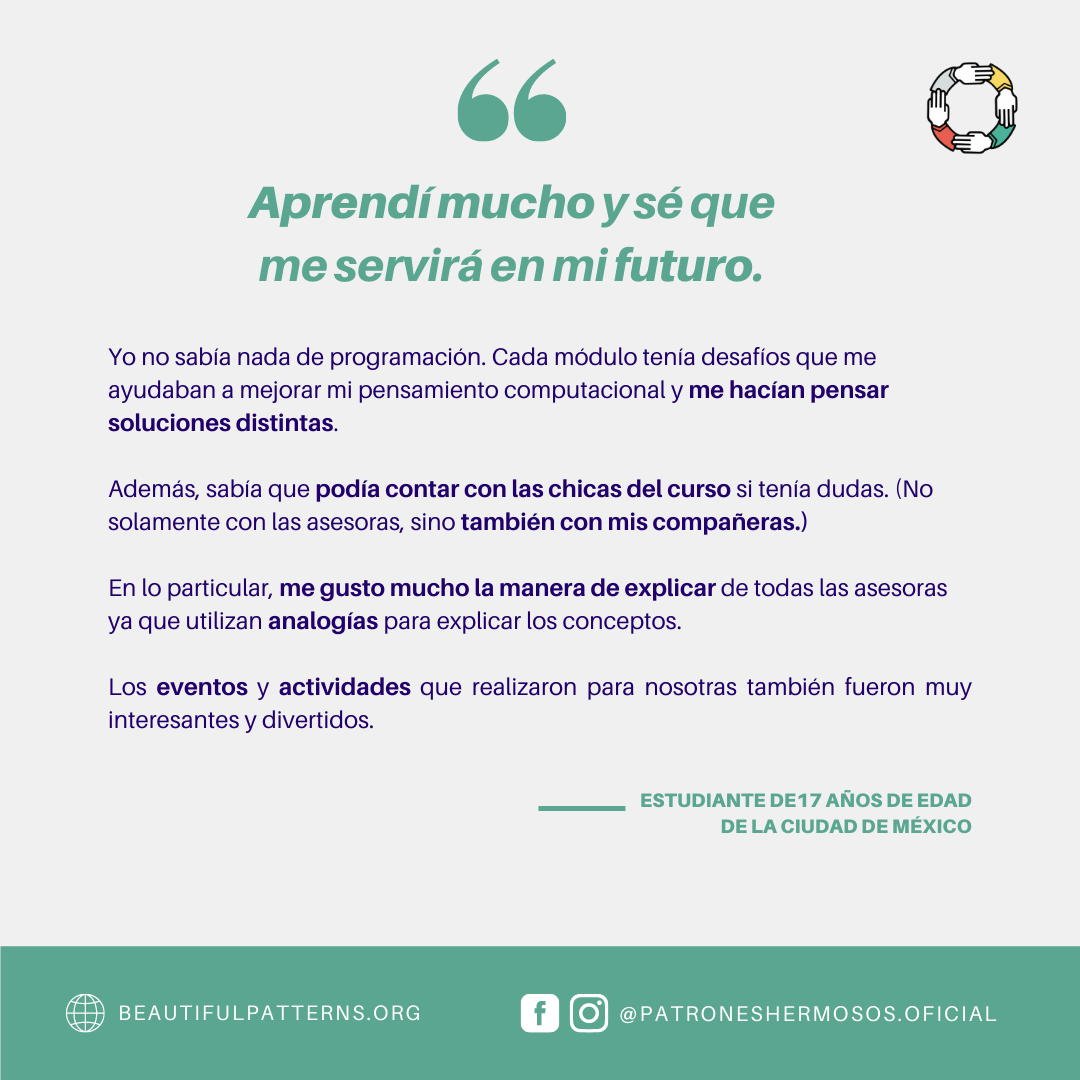 Aprendí mucho y sé que
me servirá en mi futuro.
Yo no sabía nada de programación. Cada módulo tenía desafíos que me
ayudaban a mejorar mi pensamiento computacional y me hacían pensar
soluciones distintas.
Además, sabía que podía contar con las chicas del curso si tenía dudas. (No
solamente con las asesoras, sino también con mis compañeras.)
En lo particular, me gusto mucho la manera de explicar de todas las asesoras
ya que utilizan analogías para explicar los conceptos.
Los eventos y actividades que realizaron para nosotras también fueron muy
interesantes y divertidos.
ESTUDIANTE DE17 AÑOS DE EDAD
DE LA CIUDAD DE MÉXICO
BEAUTIFULPATTERNS.ORG
@PATRONESHERMOSOS.OFICIAL